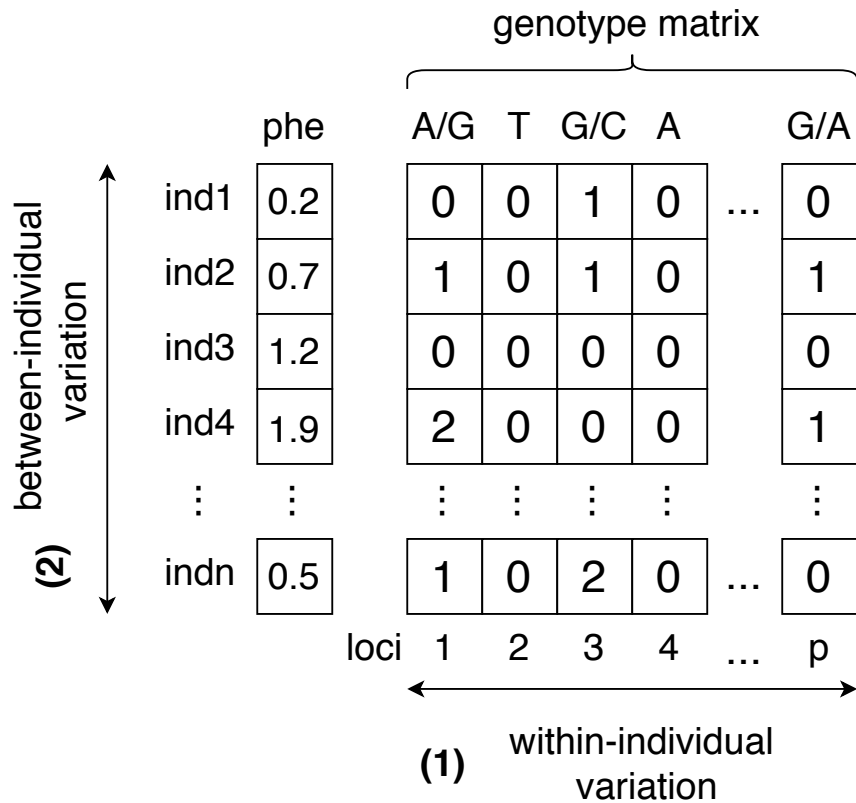 genotype matrix
phe A/G T G/C A G/A
ind1 0.2 0 0 1 0 ... 0
ind2 0.7 1 0 1 0 1
ind3 1.2 0 0 0 0 0
ind4 1.9 2 0 0 0 1
⋮ ⋮ ⋮ ⋮ ⋮ ⋮ ⋮
indn 0.5 1 0 2 0 ... 0
loci 1 2 3 4 ... p
(2) between-individual
variation
(1) within-individual
variation